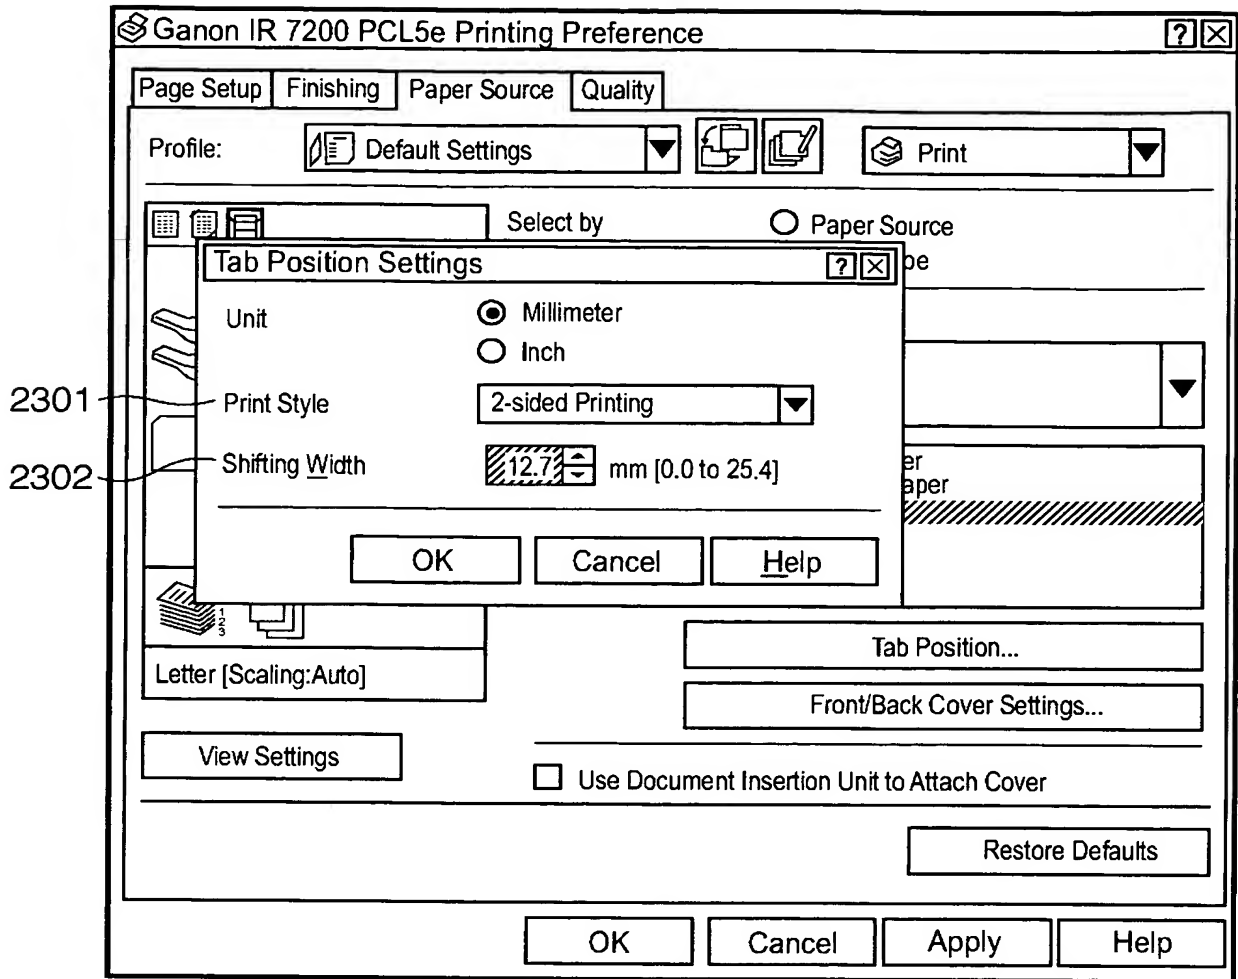 Ganon IR 7200 PCL5e Printing Preference
Page Setup Finishing Paper Source Quality
Profile: Default Settings Print
Select by Paper Source
Tab Position Settings
Unit Millimeter
Inch
2301 Print Style 2-sided Printing
2302 Shifting Width 12.7 mm [0.0 to 25.4]
OK Cancel Help
1
2
3
Tab Position...
Letter [Scaling:Auto]
Front/Back Cover Settings...
View Settings
Use Document Insertion Unit to Attach Cover
Restore Defaults
OK Cancel Apply Help